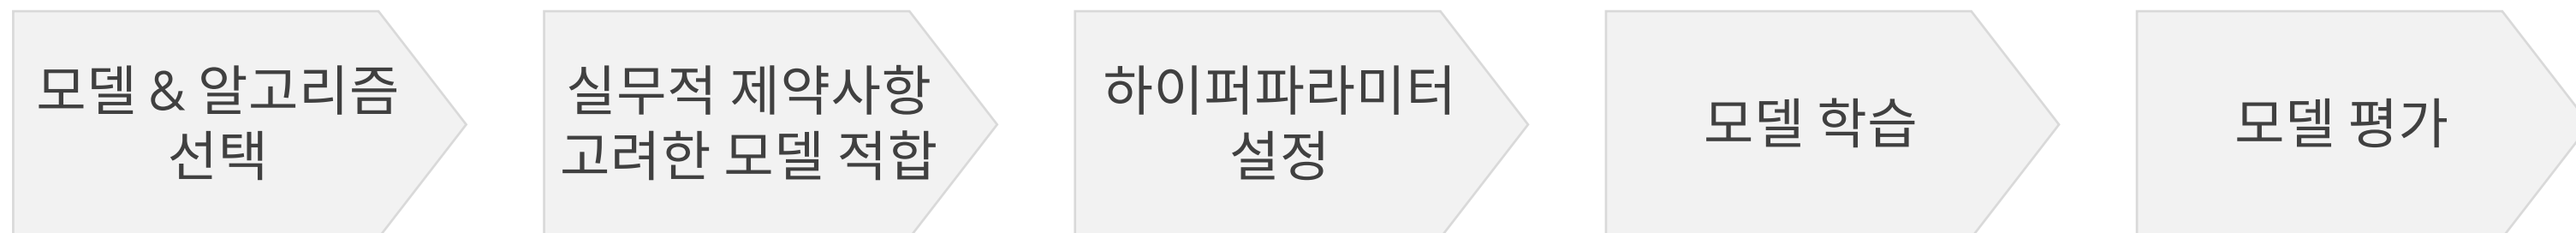 모델 & 알고리즘
선택
실무적 제약사항
고려한 모델 적합
하이퍼파라미터
설정
모델 학습
모델 평가